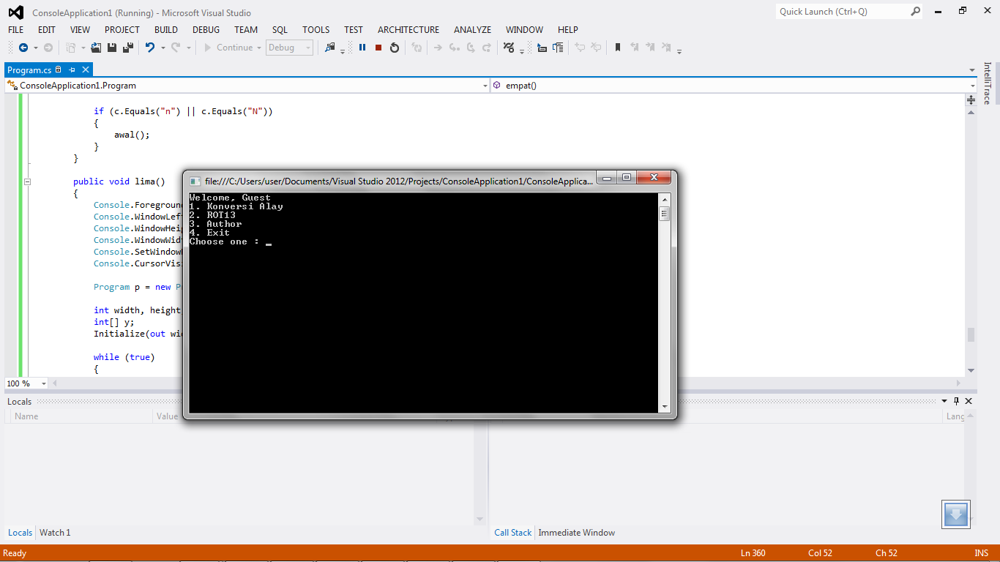 ConsoleApplication1 (Running) - Microsoft Visual Studio
Quick Launch (Ctrl+Q)
FILE EDIT VIEW PROJECT BUILD DEBUG TEAM SQL TOOLS TEST ARCHITECTURE ANALYZE WINDOW HELP
Continue Debug
Program.cs
ConsoleApplication1.Program empat()
IntelliTrace
if (c.Equals("n") || c.Equals("N"))
{
awal();
}
}
public void lima()
{
Console.Foreground
Console.WindowLef
Console.WindowHei
Console.WindowWid
Console.SetWindow
Console.CursorVis
Program p = new P
int width, height
int[] y;
Initialize(out wi
while (true)
{
file:///C:/Users/user/Documents/Visual Studio 2012/Projects/ConsoleApplication1/ConsoleApplica...
Welcome, Guest
1. Konversi Alay
2. ROT13
3. Author
4. Exit
Choose one : _
100 %
Locals
Name Value Lang
Locals Watch 1 Call Stack Immediate Window
Ready Ln 360 Col 52 Ch 52 INS